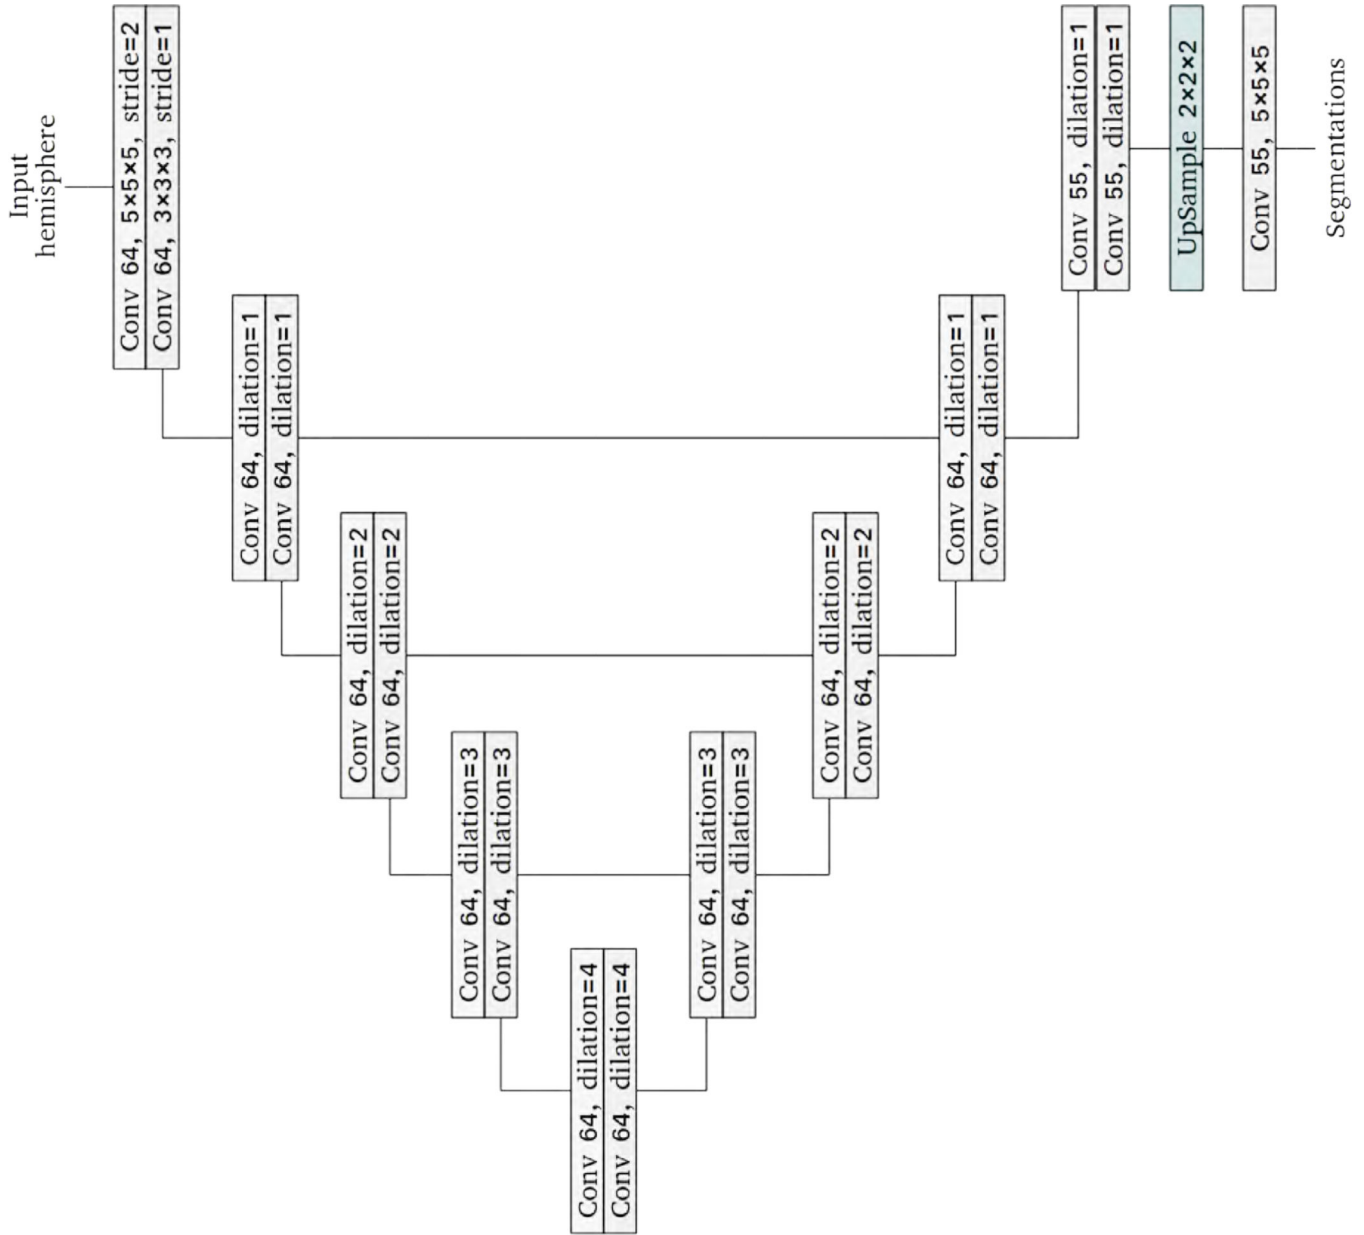 Input
hemisphere
Conv 64, 5×5×5, stride=2
Conv 64, 3×3×3, stride=1
Conv 64, dilation=1
Conv 64, dilation=1
Conv 64, dilation=2
Conv 64, dilation=2
Conv 64, dilation=3
Conv 64, dilation=3
Conv 64, dilation=4
Conv 64, dilation=4
Conv 64, dilation=3
Conv 64, dilation=3
Conv 64, dilation=2
Conv 64, dilation=2
Conv 64, dilation=1
Conv 64, dilation=1
Conv 55, dilation=1
Conv 55, dilation=1
UpSample 2×2×2
Conv 55, 5×5×5
Segmentations